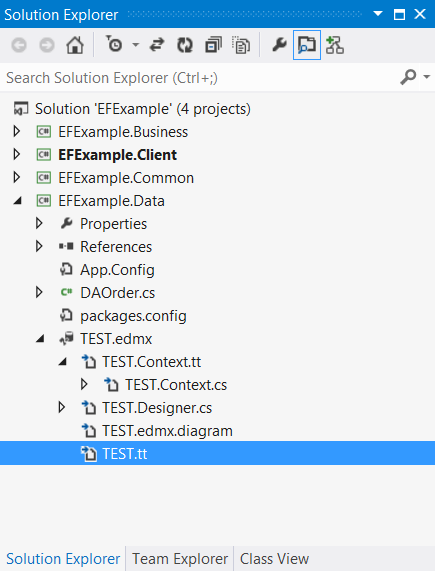 Solution Explorer
Search Solution Explorer (Ctrl+;)
Solution 'EFExample' (4 projects)
C# EFExample.Business
C# EFExample.Client
C# EFExample.Common
C# EFExample.Data
Properties
References
App.Config
C# DAOrder.cs
packages.config
TEST.edmx
TEST.Context.tt
TEST.Context.cs
TEST.Designer.cs
TEST.edmx.diagram
TEST.tt
Solution Explorer Team Explorer Class View